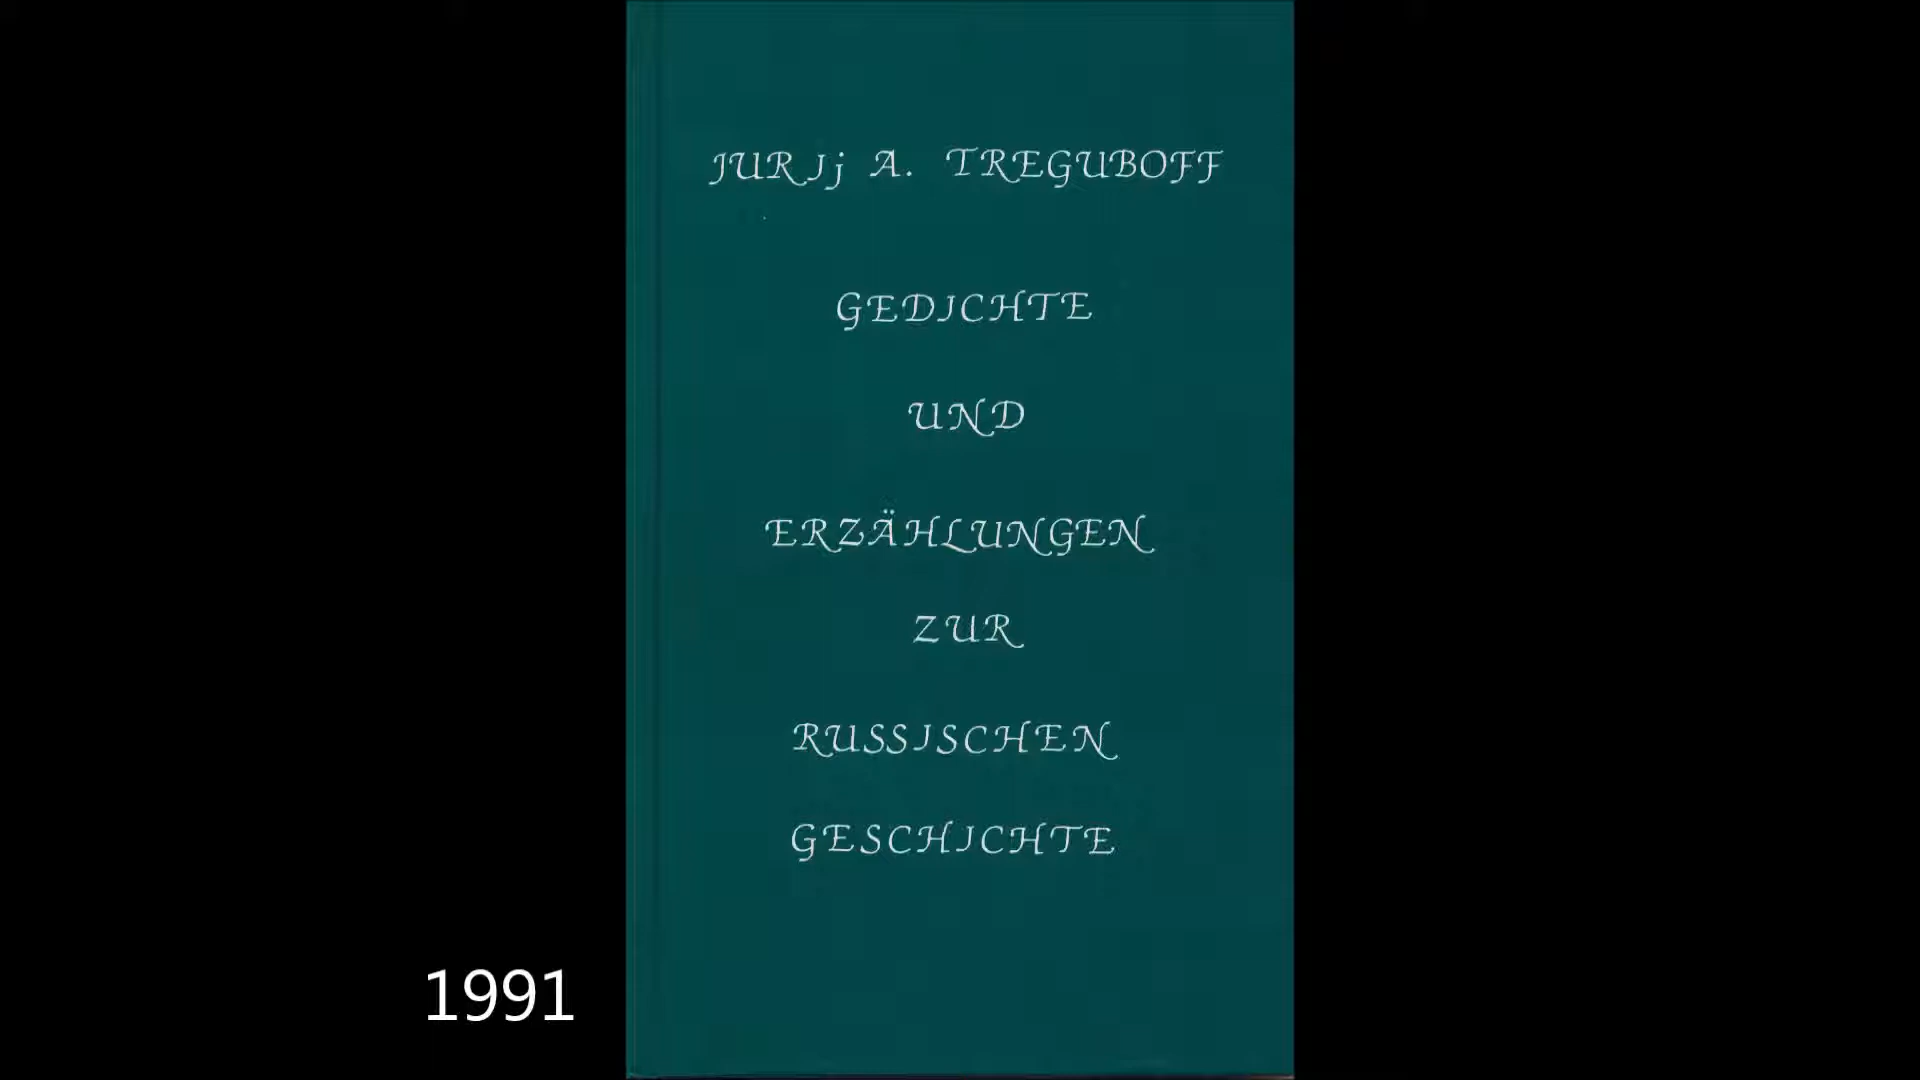 JURJj A. TREGUBOFF
GEDICHTE
UND
ERZÄHLUNGEN
ZUR
RUSSISCHEN
GESCHICHTE
1991